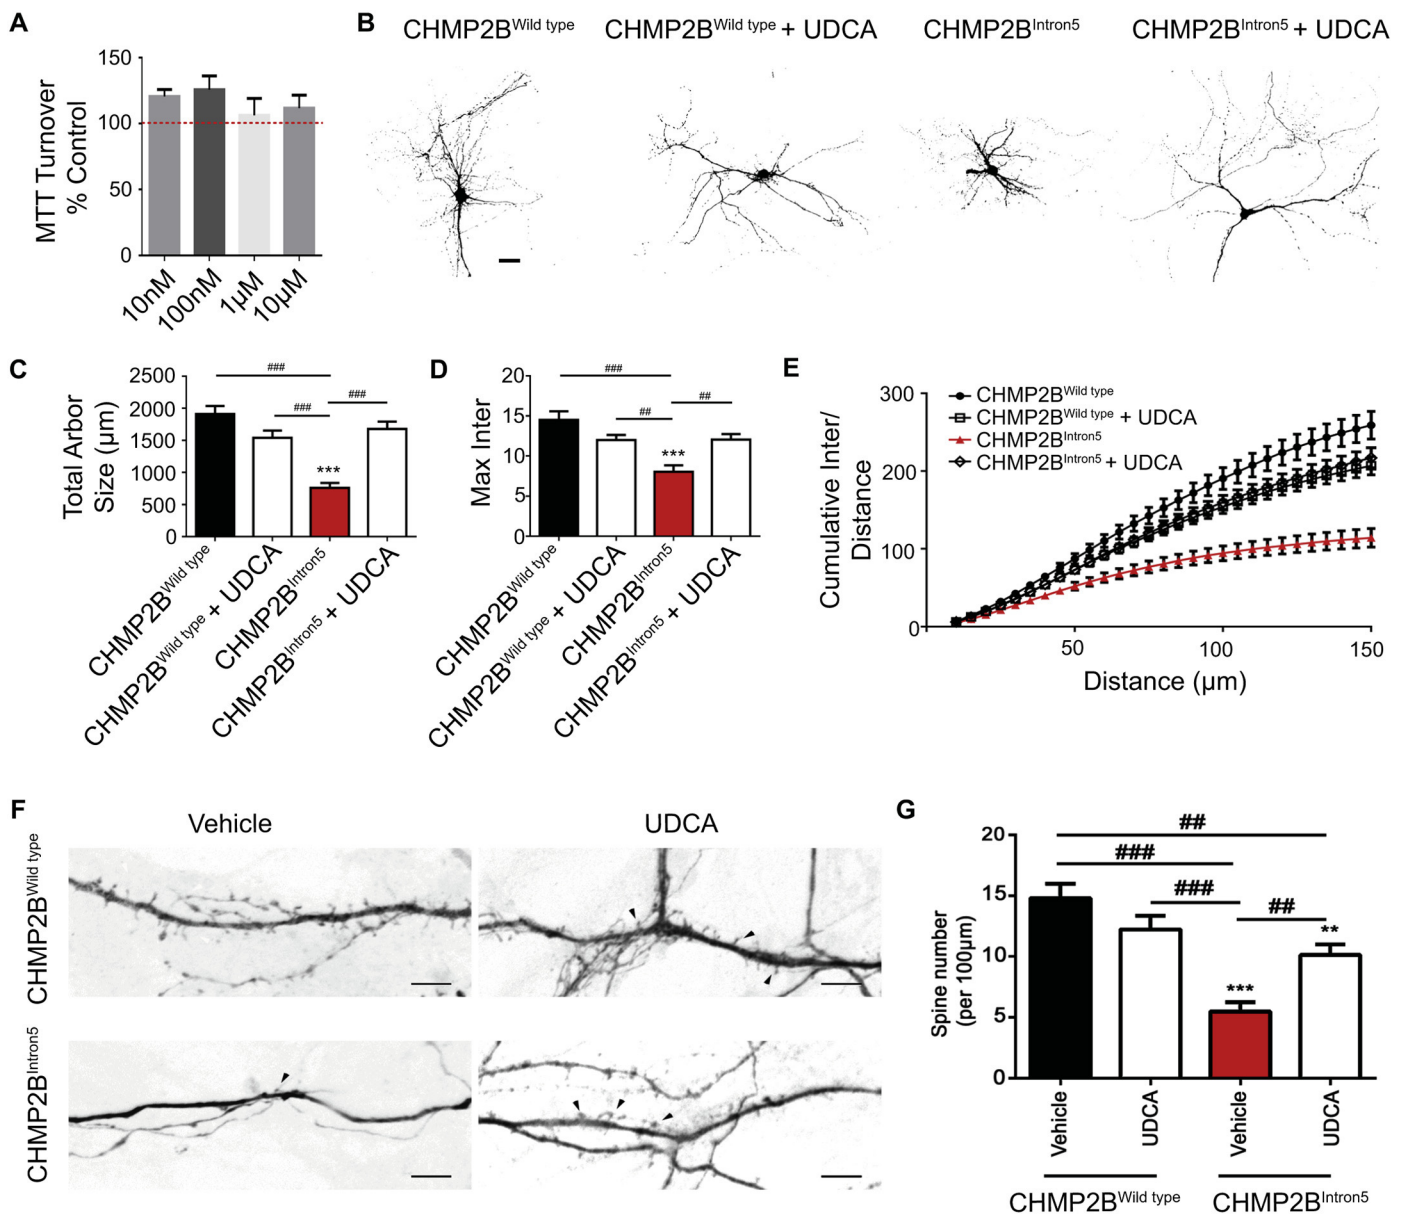 A
MTT Turnover
% Control
150
100
50
0
10nM
100nM
1µM
10µM
B
CHMP2BWild type
CHMP2BWild type + UDCA
CHMP2BIntron5
CHMP2BIntron5 + UDCA
C
Total Arbor
Size (µm)
2500
2000
1500
1000
500
0
###
###
###
***
CHMP2BWild type
CHMP2BWild type + UDCA
CHMP2BIntron5
CHMP2BIntron5 + UDCA
D
Max Inter
20
15
10
5
0
###
##
##
***
CHMP2BWild type
CHMP2BWild type + UDCA
CHMP2BIntron5
CHMP2BIntron5 + UDCA
E
Cumulative Inter/
Distance
300
200
100
0
CHMP2BWild type
CHMP2BWild type + UDCA
CHMP2BIntron5
CHMP2BIntron5 + UDCA
50
100
150
Distance (µm)
F
Vehicle
UDCA
CHMP2BWild type
CHMP2BIntron5
G
Spine number
(per 100µm)
20
15
10
5
0
##
###
###
##
***
**
Vehicle
UDCA
Vehicle
UDCA
CHMP2BWild type
CHMP2BIntron5